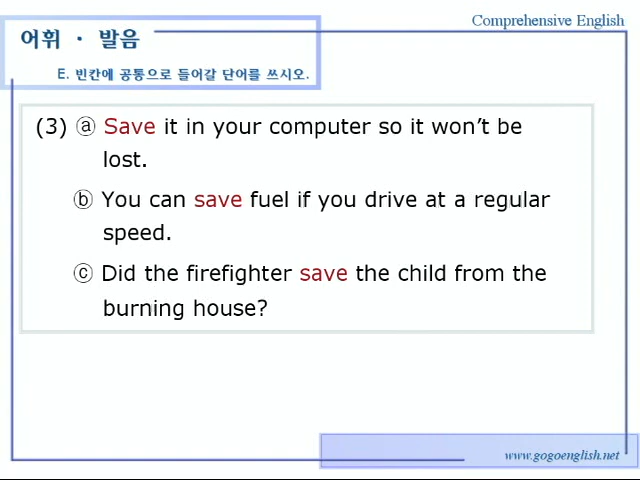 Comprehensive English
어휘 · 발음
E. 빈칸에 공통으로 들어갈 단어를 쓰시오.
(3) ⓐ Save it in your computer so it won't be
lost.
ⓑ You can save fuel if you drive at a regular
speed.
ⓒ Did the firefighter save the child from the
burning house?
www.gogoenglish.net